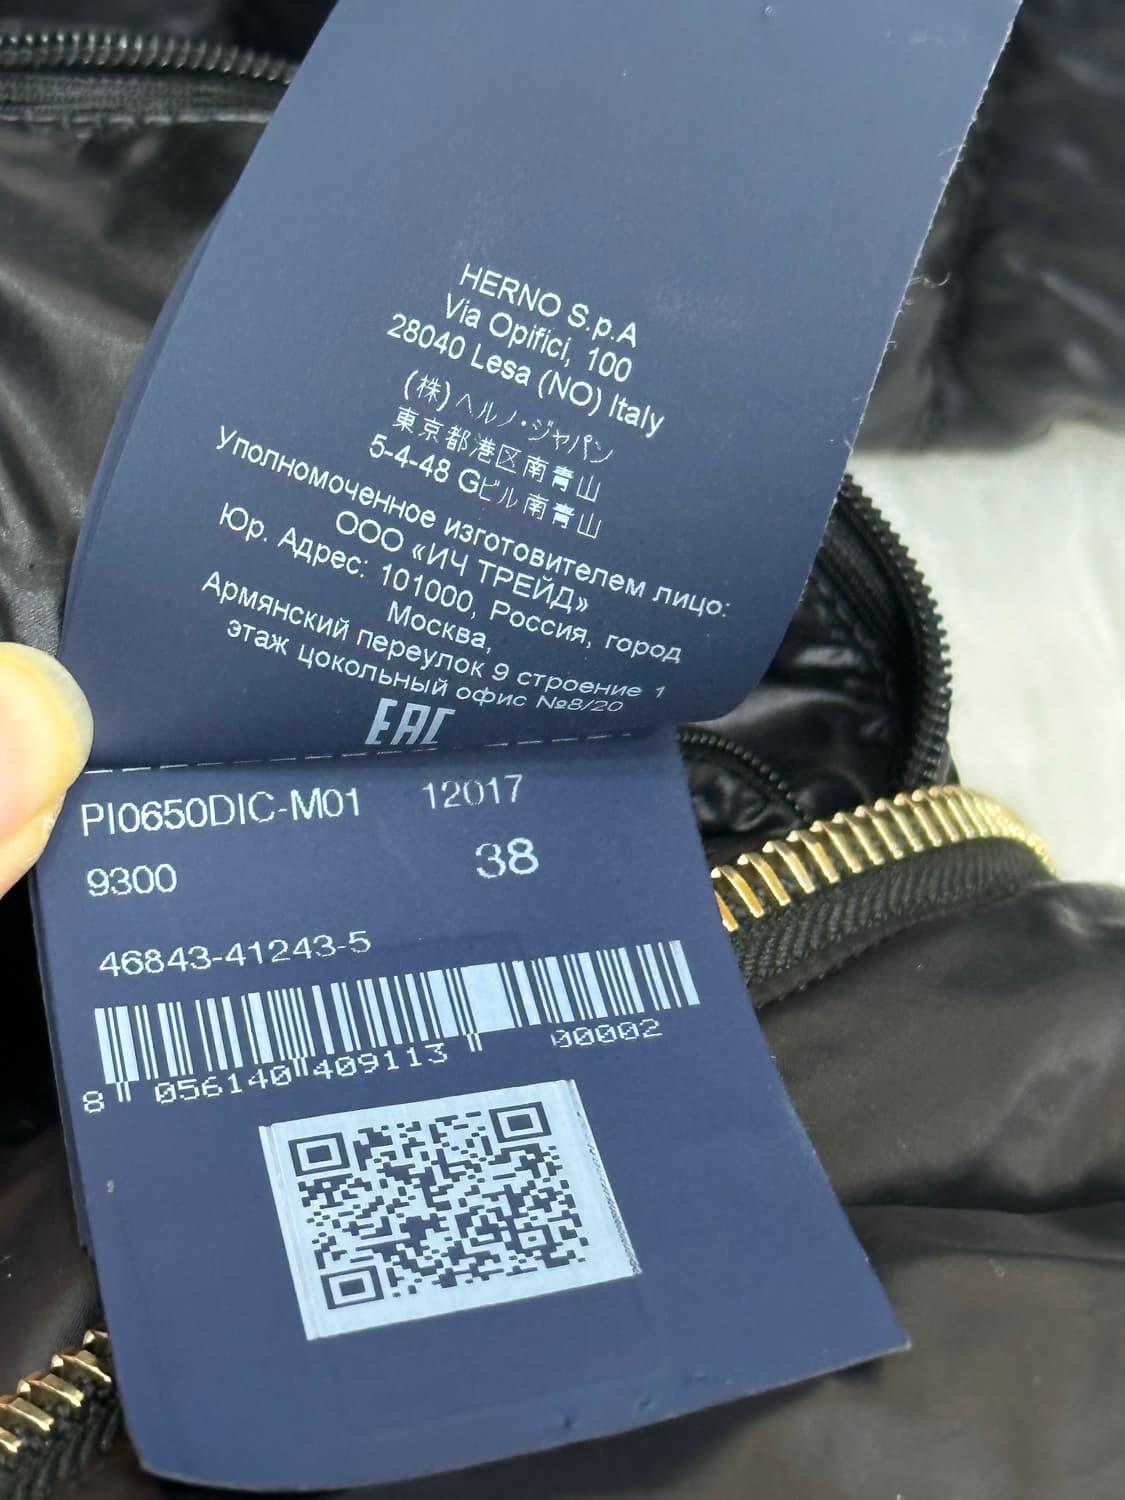 HERNO S.p.A
Via Opifici, 100
28040 Lesa (NO) Italy
(株)ヘルノ・ジャパン
東京都港区南青山
5-4-48 Gビル南青山
Уполномоченное изготовителем лицо:
ООО «ИЧ ТРЕЙД»
Юр. Адрес: 101000, Россия, город
Москва,
Армянский переулок 9 строение 1
этаж цокольный офис №8/20
EAC
PI0650DIC-M01 12017
9300 38
46843-41243-5
8 056140 409113 00002